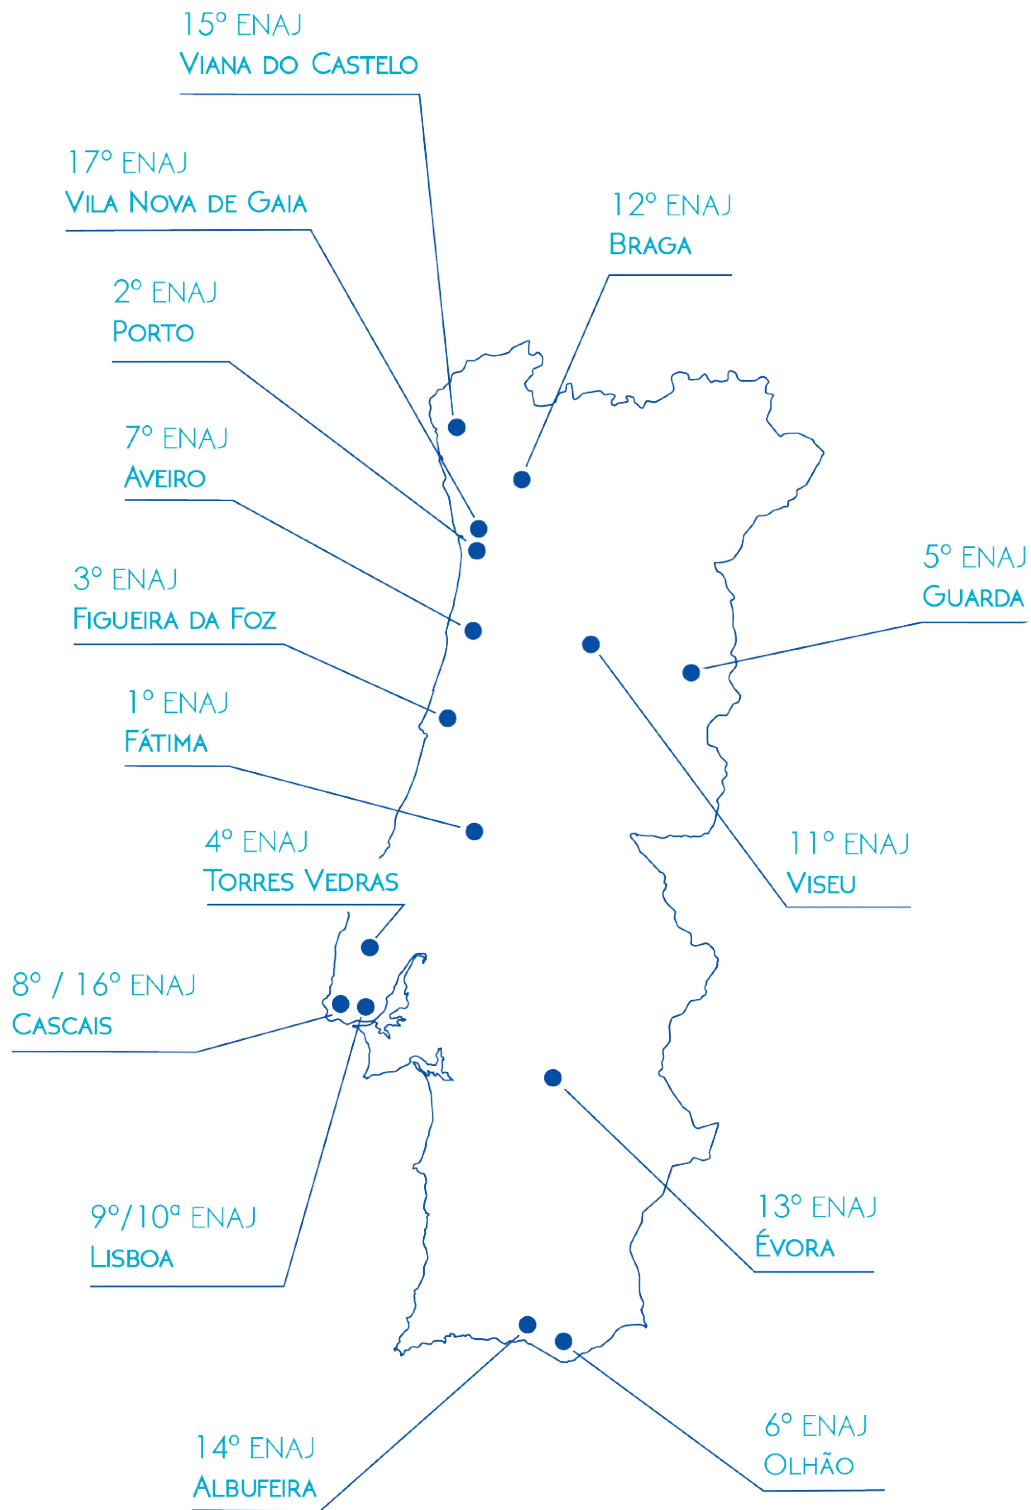 15º ENAJ
VIANA DO CASTELO
17º ENAJ
VILA NOVA DE GAIA
12º ENAJ
BRAGA
2º ENAJ
PORTO
7º ENAJ
AVEIRO
5º ENAJ
GUARDA
3º ENAJ
FIGUEIRA DA FOZ
1º ENAJ
FÁTIMA
4º ENAJ
TORRES VEDRAS
11º ENAJ
VISEU
8º / 16º ENAJ
CASCAIS
9º/10ª ENAJ
LISBOA
13º ENAJ
ÉVORA
6º ENAJ
OLHÃO
14º ENAJ
ALBUFEIRA